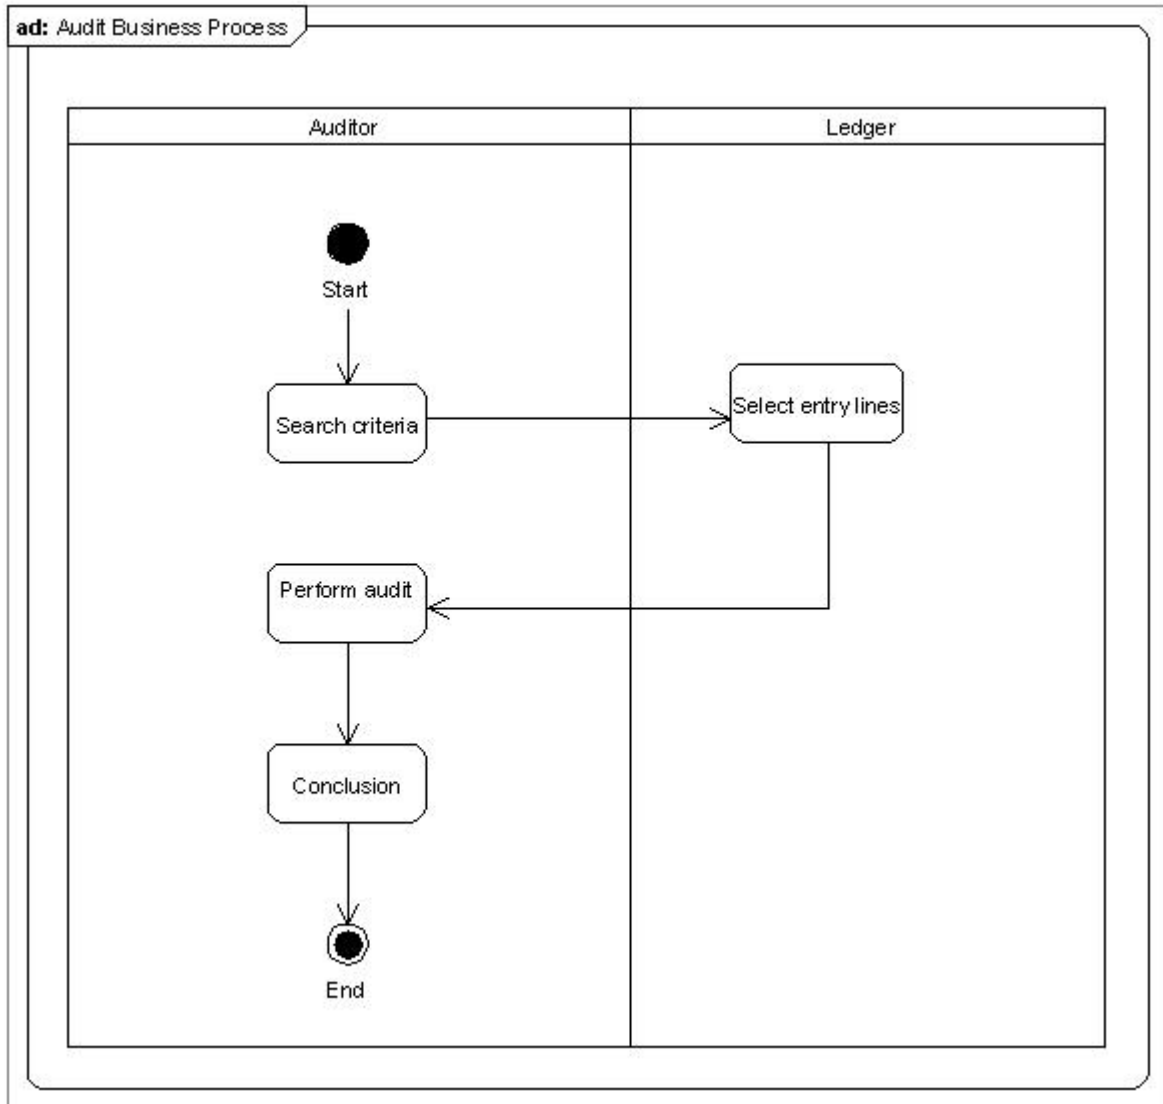 ad: Audit Business Process
Auditor
Ledger
Start
Search criteria
Select entry lines
Perform audit
Conclusion
End